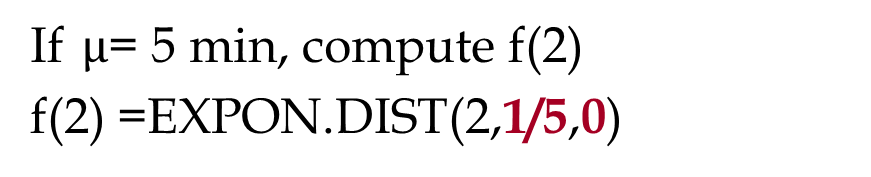 If μ= 5 min, compute f(2)
f(2) =EXPON.DIST(2,1/5,0)